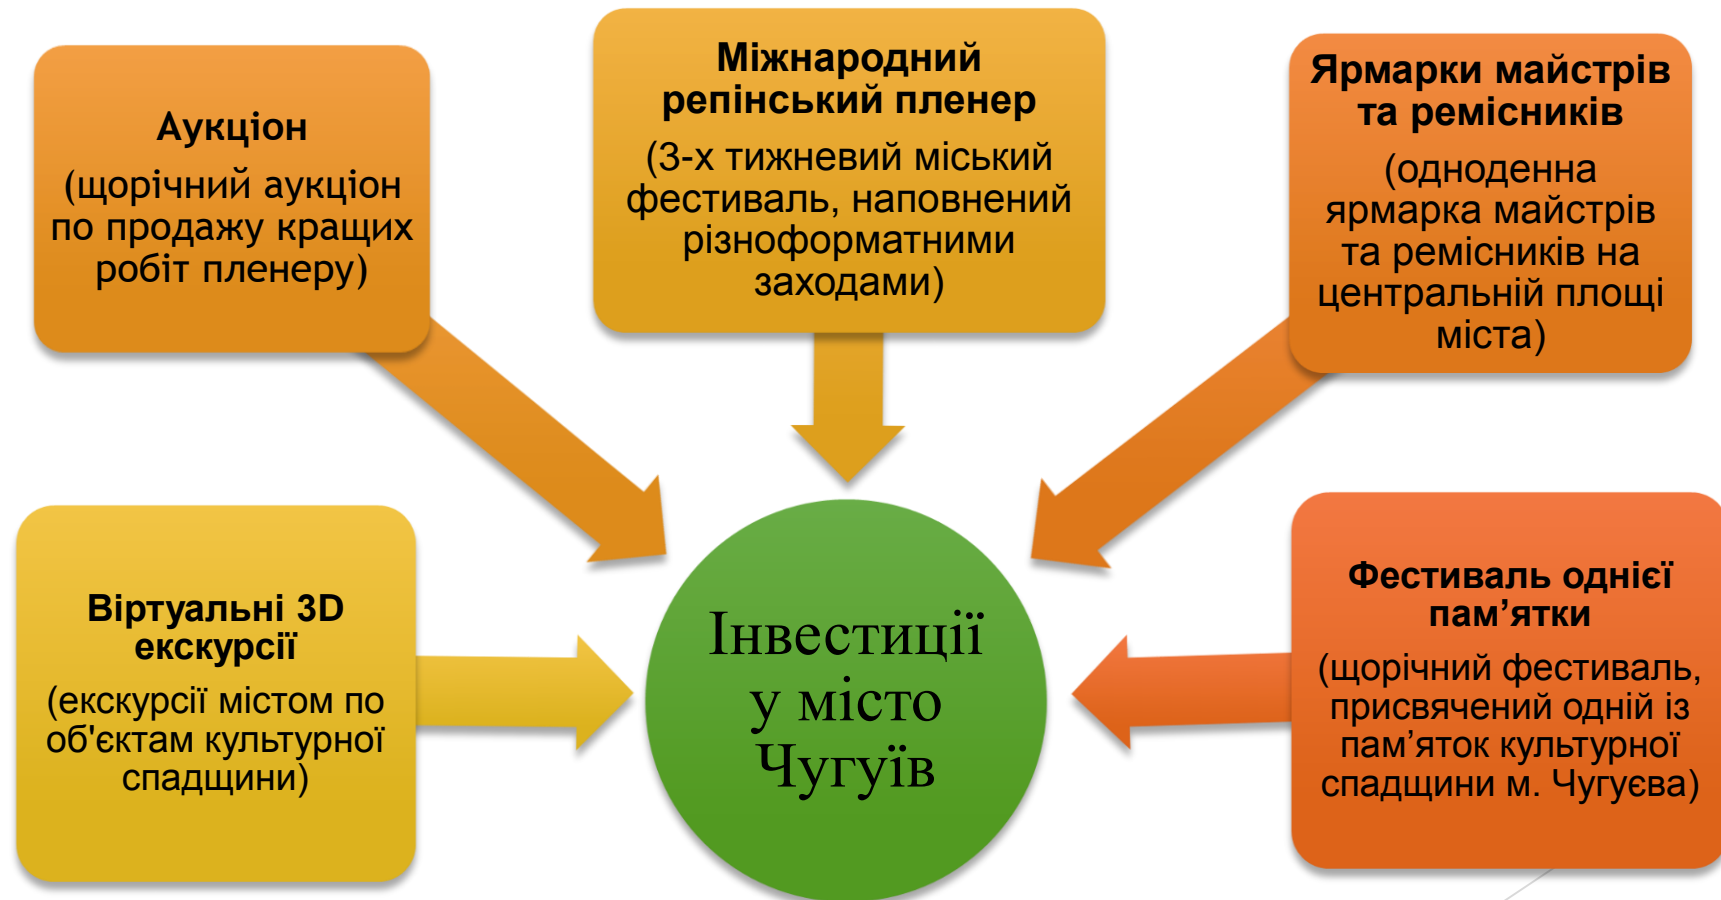 Аукціон
(щорічний аукціон
по продажу кращих
робіт пленеру)
Міжнародний
репінський пленер
(3-х тижневий міський
фестиваль, наповнений
різноформатними
заходами)
Ярмарки майстрів
та ремісників
(одноденна
ярмарка майстрів
та ремісників на
центральній площі
міста)
Віртуальні 3D
екскурсії
(екскурсії містом по
об'єктам культурної
спадщини)
Інвестиції
у місто
Чугуїв
Фестиваль однієї
пам’ятки
(щорічний фестиваль,
присвячений одній із
пам’яток культурної
спадщини м. Чугуєва)